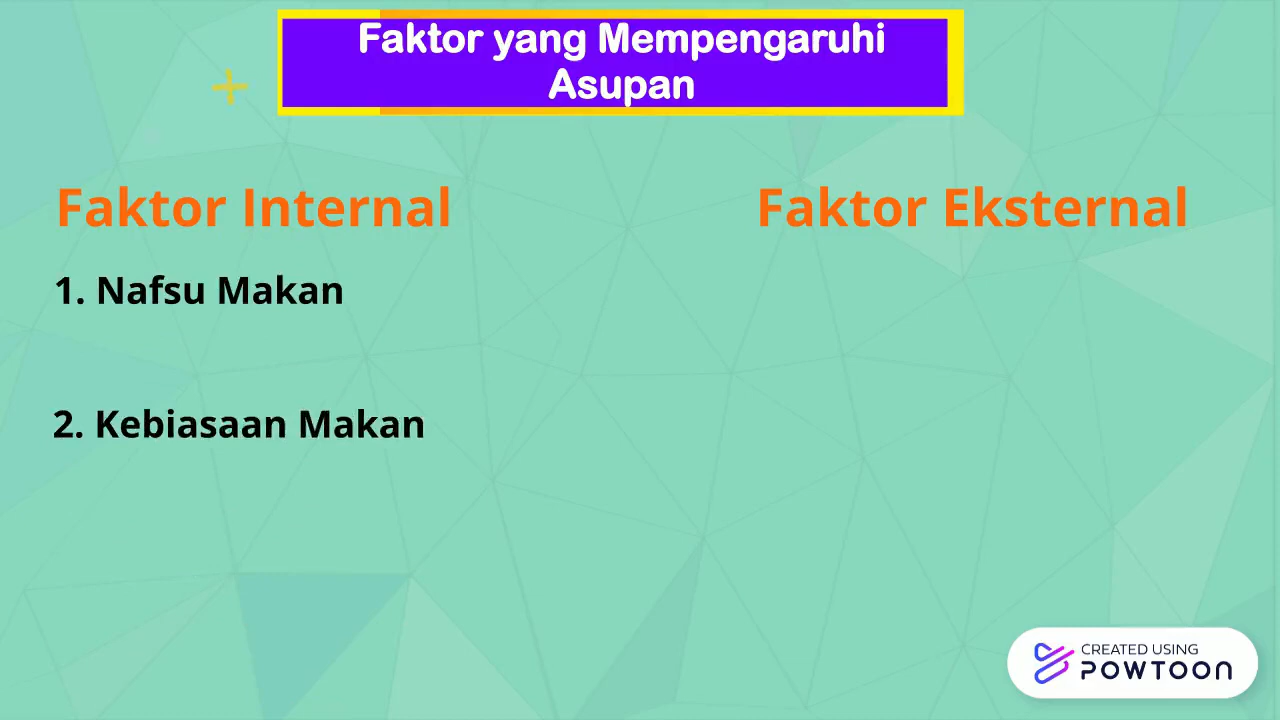 Faktor yang Mempengaruhi
Asupan
Faktor Internal
Faktor Eksternal
1. Nafsu Makan
2. Kebiasaan Makan
CREATED USING
POWTOON